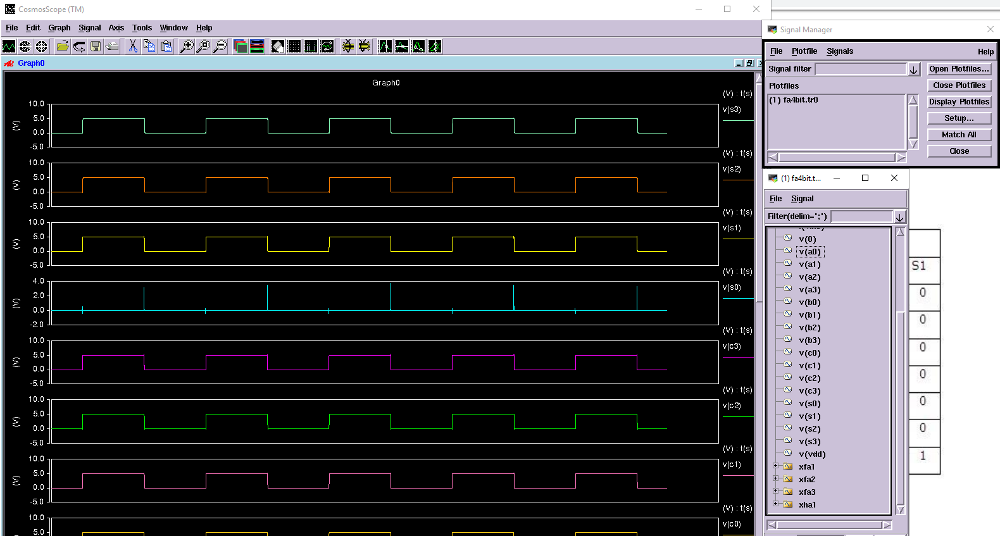 CosmosScope (TM)
File Edit Graph Signal Axis Tools Window Help
Graph0
Graph0
(V) : t(s)
v(s3)
10.0
5.0
0.0
-5.0
(V)
(V) : t(s)
v(s2)
10.0
5.0
0.0
-5.0
(V)
(V) : t(s)
v(s1)
10.0
5.0
0.0
-5.0
(V)
(V) : t(s)
v(s0)
4.0
2.0
0.0
-2.0
(V)
(V) : t(s)
v(c3)
10.0
5.0
0.0
-5.0
(V)
(V) : t(s)
v(c2)
10.0
5.0
0.0
-5.0
(V)
(V) : t(s)
v(c1)
10.0
5.0
0.0
-5.0
(V)
(V) : t(s)
v(c0)
10.0
5.0
Signal Manager
File Plotfile Signals Help
Signal filter
Open Plotfiles...
Plotfiles
Close Plotfiles
(1) fa4bit.tr0
Display Plotfiles
Setup...
Match All
Close
(1) fa4bit.t...
File Signal
Filter(delim=";")
v(0)
v(a0)
v(a1)
v(a2)
v(a3)
v(b0)
v(b1)
v(b2)
v(b3)
v(c0)
v(c1)
v(c2)
v(c3)
v(s0)
v(s1)
v(s2)
v(s3)
v(vdd)
xfa1
xfa2
xfa3
xha1
S1
0
0
0
0
0
0
1